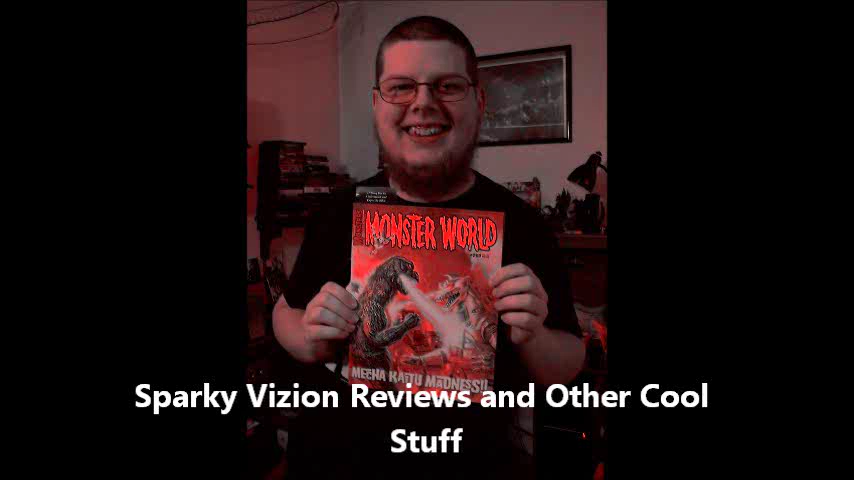 MONSTER WORLD
MECHA KAIJU MADNESS!!
Sparky Vizion Reviews and Other Cool
Stuff